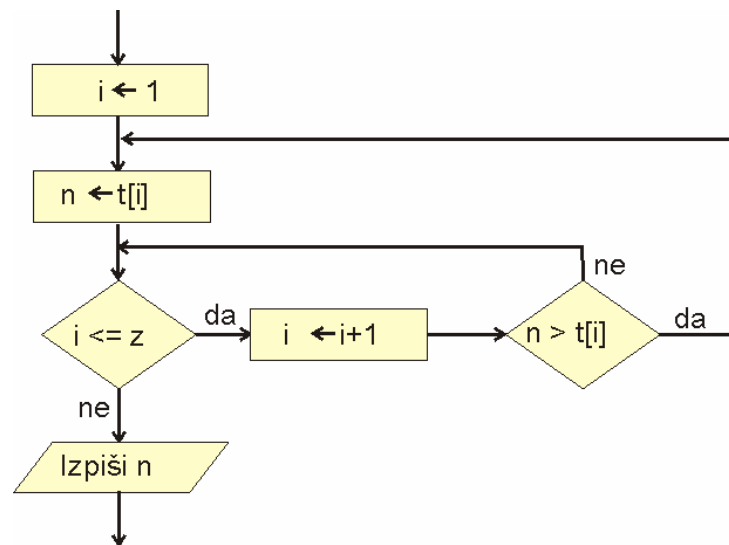 i ← 1
n ← t[i]
ne
i <= z
da
i ← i+1
n > t[i]
da
ne
Izpiši n